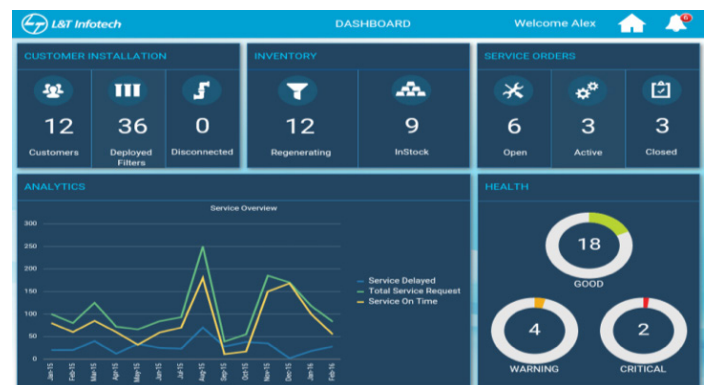 L&T Infotech
DASHBOARD
Welcome Alex
6
CUSTOMER INSTALLATION
12
Customers
36
Deployed
Filters
0
Disconnected
INVENTORY
12
Regenerating
9
InStock
SERVICE ORDERS
6
Open
3
Active
3
Closed
ANALYTICS
Service Overview
300
250
200
150
100
50
0
Jan-15
Feb-15
Mar-15
Apr-15
May-15
Jun-15
Jul-15
Aug-15
Sep-15
Oct-15
Nov-15
Dec-15
Jan-16
Feb-16
Service Delayed
Total Service Request
Service On Time
HEALTH
18
GOOD
4
WARNING
2
CRITICAL